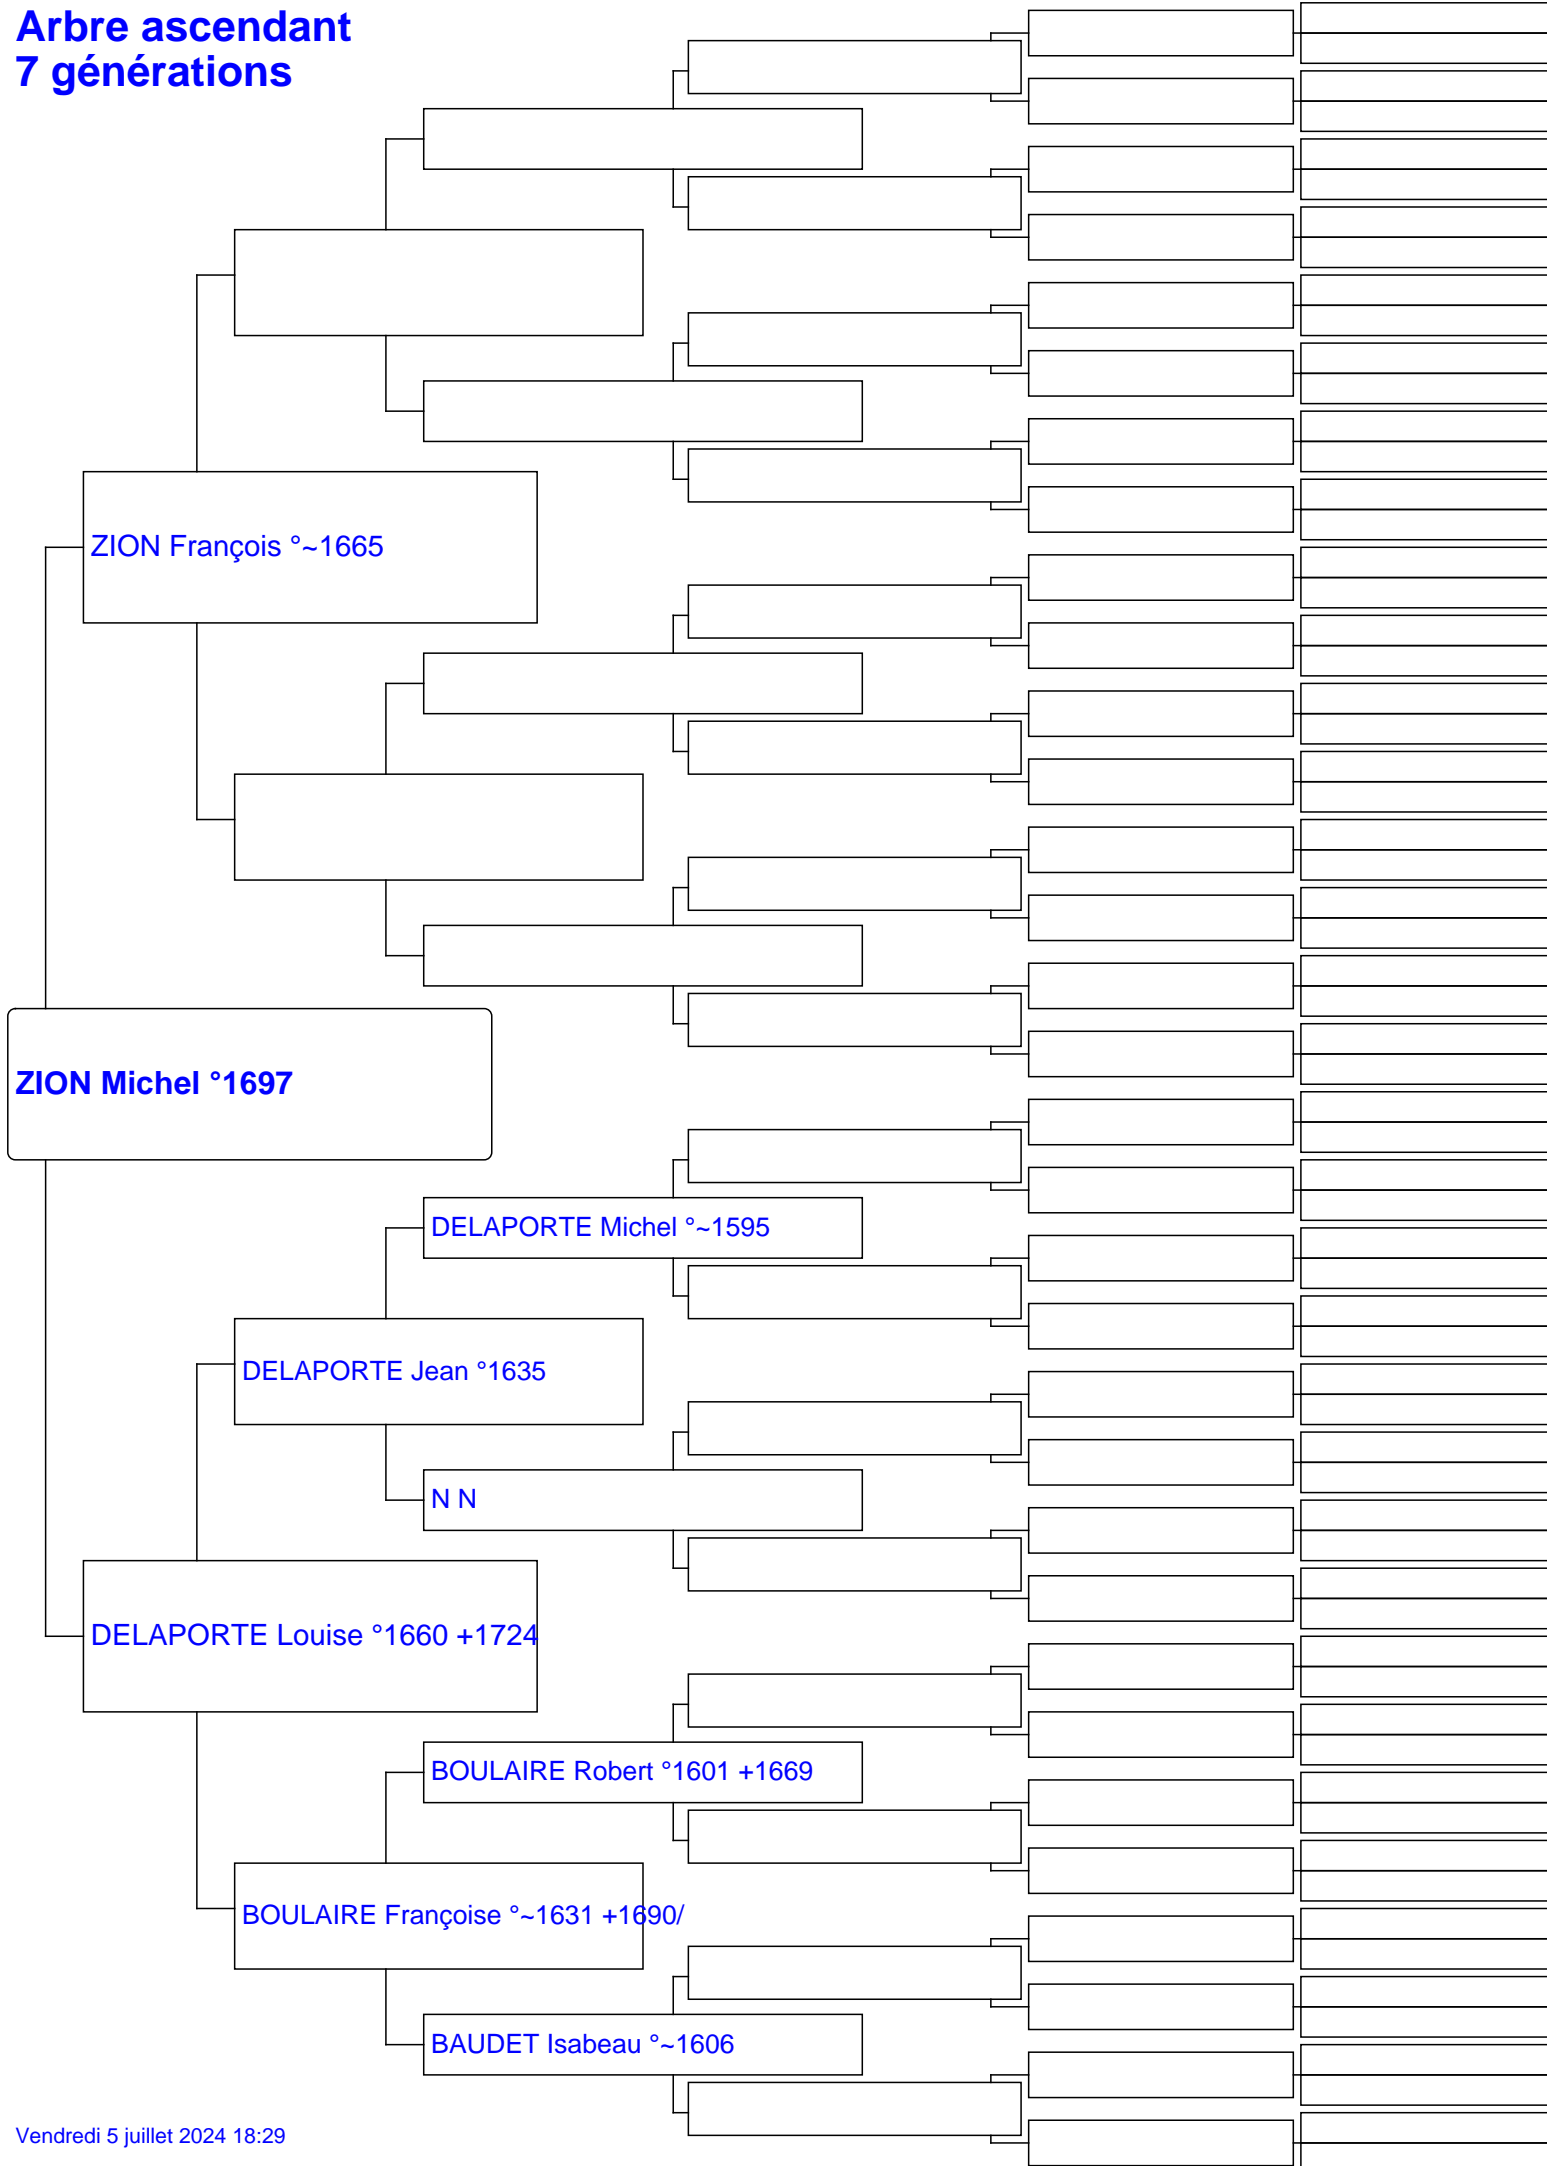 Arbre ascendant
7 générations
ZION François °~1665
ZION Michel °1697
DELAPORTE Michel °~1595
DELAPORTE Jean °1635
N N
DELAPORTE Louise °1660 +1724
BOULAIRE Robert °1601 +1669
BOULAIRE Françoise °~1631 +1690/
BAUDET Isabeau °~1606
Vendredi 5 juillet 2024 18:29